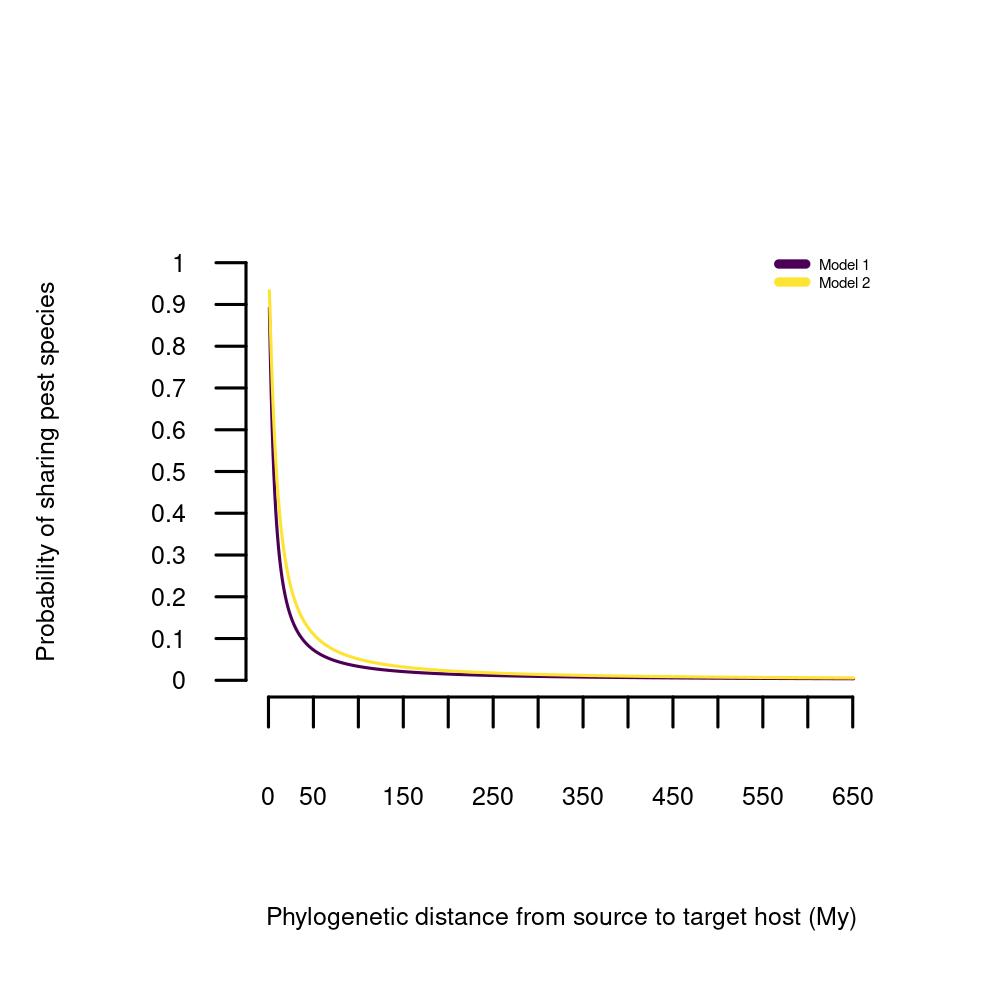 Model 1
Model 2
1
0.9
0.8
0.7
0.6
0.5
0.4
0.3
0.2
0.1
0
Probability of sharing pest species
0 50 150 250 350 450 550 650
Phylogenetic distance from source to target host (My)